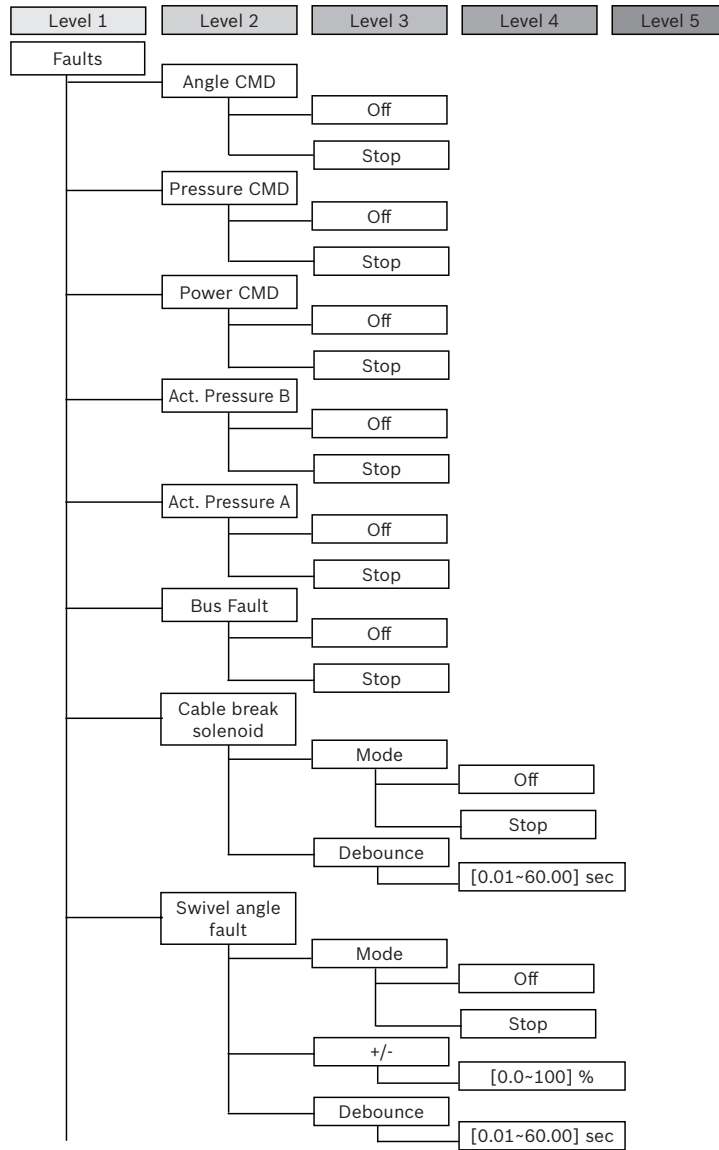 Level 1 Level 2 Level 3 Level 4 Level 5
Faults
Angle CMD
Off
Stop
Pressure CMD
Off
Stop
Power CMD
Off
Stop
Act. Pressure B
Off
Stop
Act. Pressure A
Off
Stop
Bus Fault
Off
Stop
Cable break
solenoid
Mode
Off
Stop
Debounce
[0.01~60.00] sec
Swivel angle
fault
Mode
Off
Stop
+/-
[0.0~100] %
Debounce
[0.01~60.00] sec